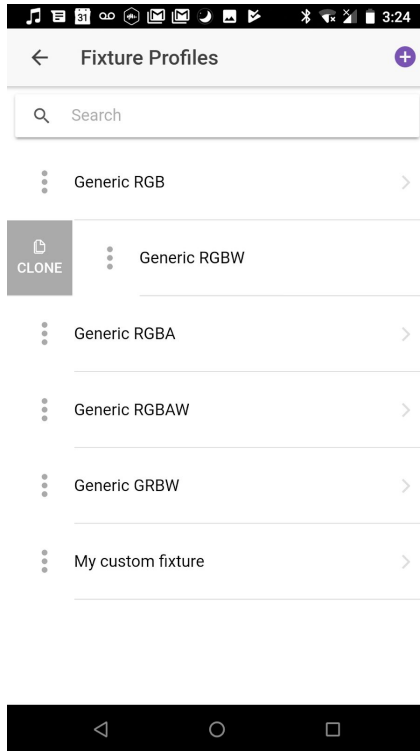 31
3:24
Fixture Profiles
Search
Generic RGB
CLONE
Generic RGBW
Generic RGBA
Generic RGBAW
Generic GRBW
My custom fixture